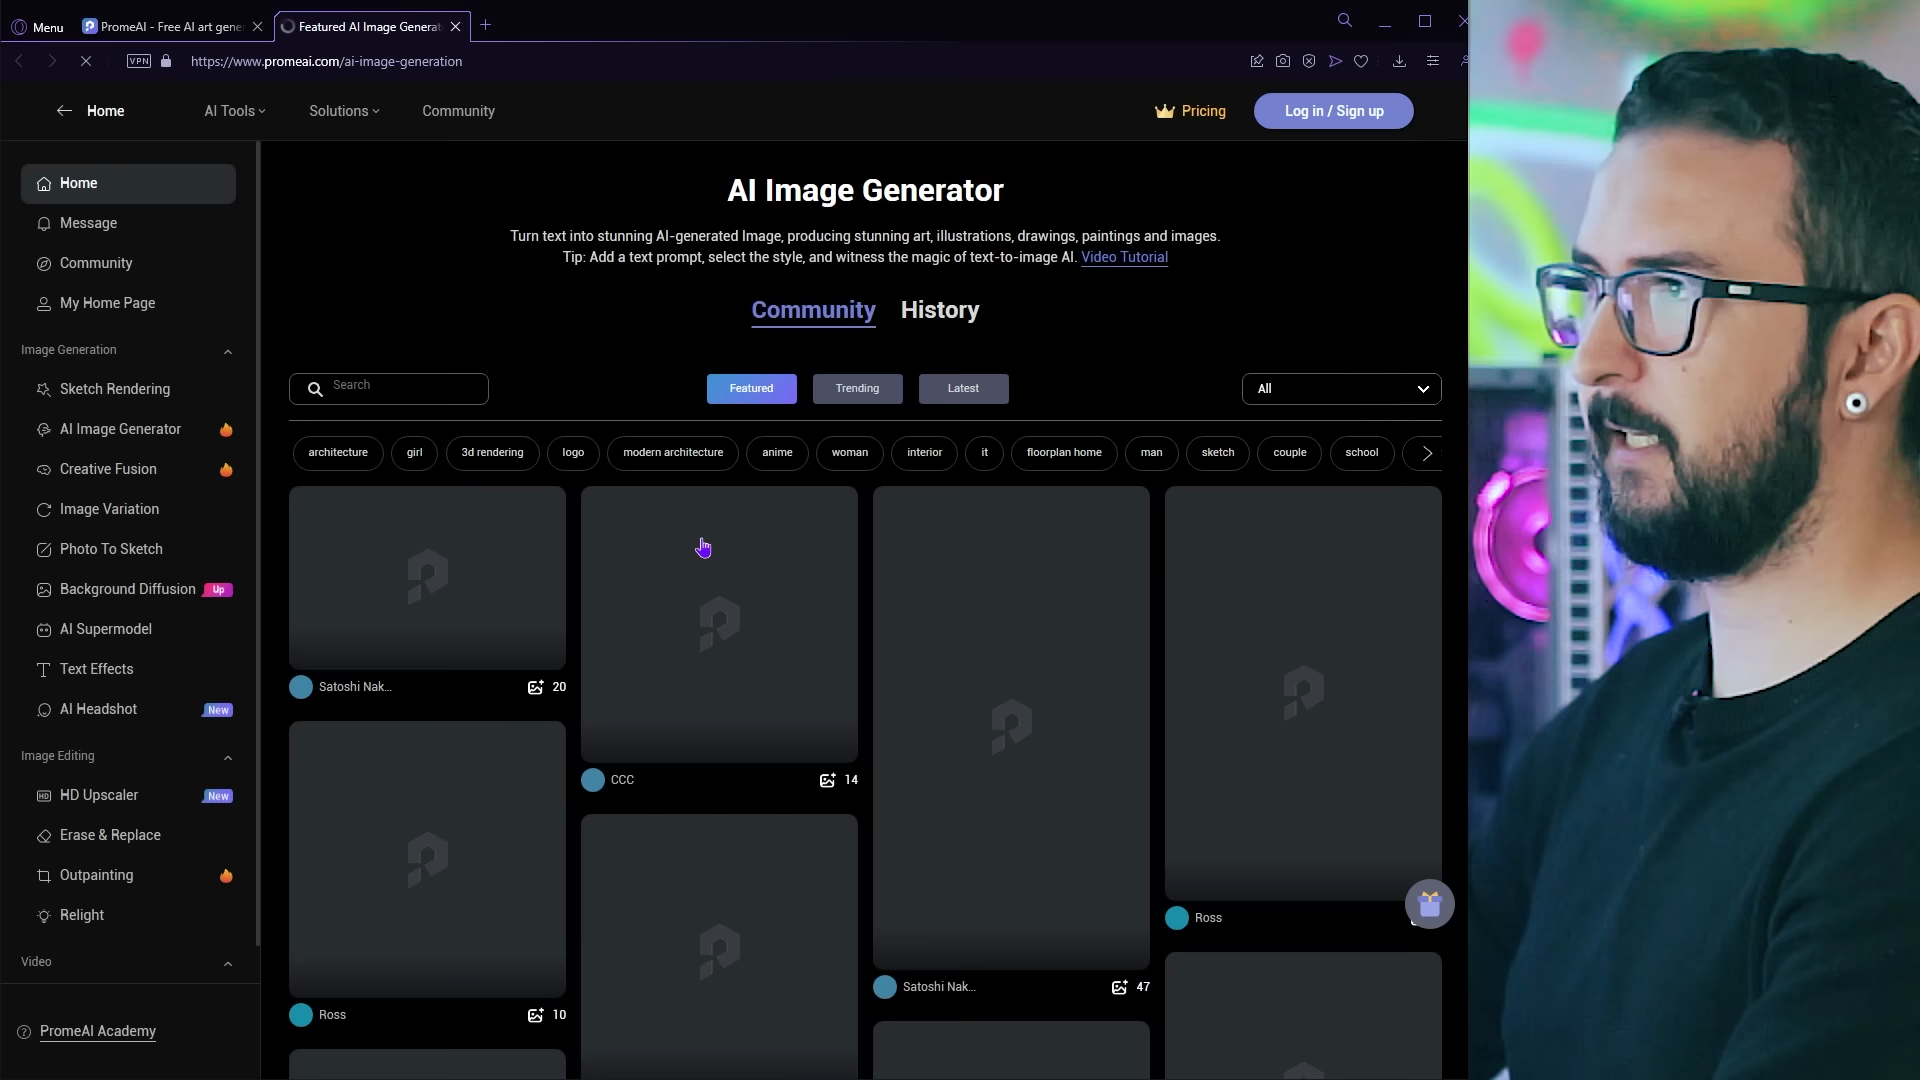 Menu
PromeAI - Free AI art gene
Featured AI Image Generat
VPN
https://www.promeai.com/ai-image-generation
Home
AI Tools
Solutions
Community
Pricing
Log in / Sign up
Home
Message
Community
My Home Page
Image Generation
Sketch Rendering
AI Image Generator
Creative Fusion
Image Variation
Photo To Sketch
Background Diffusion
Up
AI Supermodel
Text Effects
AI Headshot
New
Image Editing
HD Upscaler
New
Erase & Replace
Outpainting
Relight
Video
PromeAI Academy
AI Image Generator
Turn text into stunning AI-generated Image, producing stunning art, illustrations, drawings, paintings and images.
Tip: Add a text prompt, select the style, and witness the magic of text-to-image AI. Video Tutorial
Community
History
Search
Featured
Trending
Latest
All
architecture
girl
3d rendering
logo
modern architecture
anime
woman
interior
it
floorplan home
man
sketch
couple
school
Satoshi Nak...
20
CCC
14
Ross
Satoshi Nak...
47
Ross
10